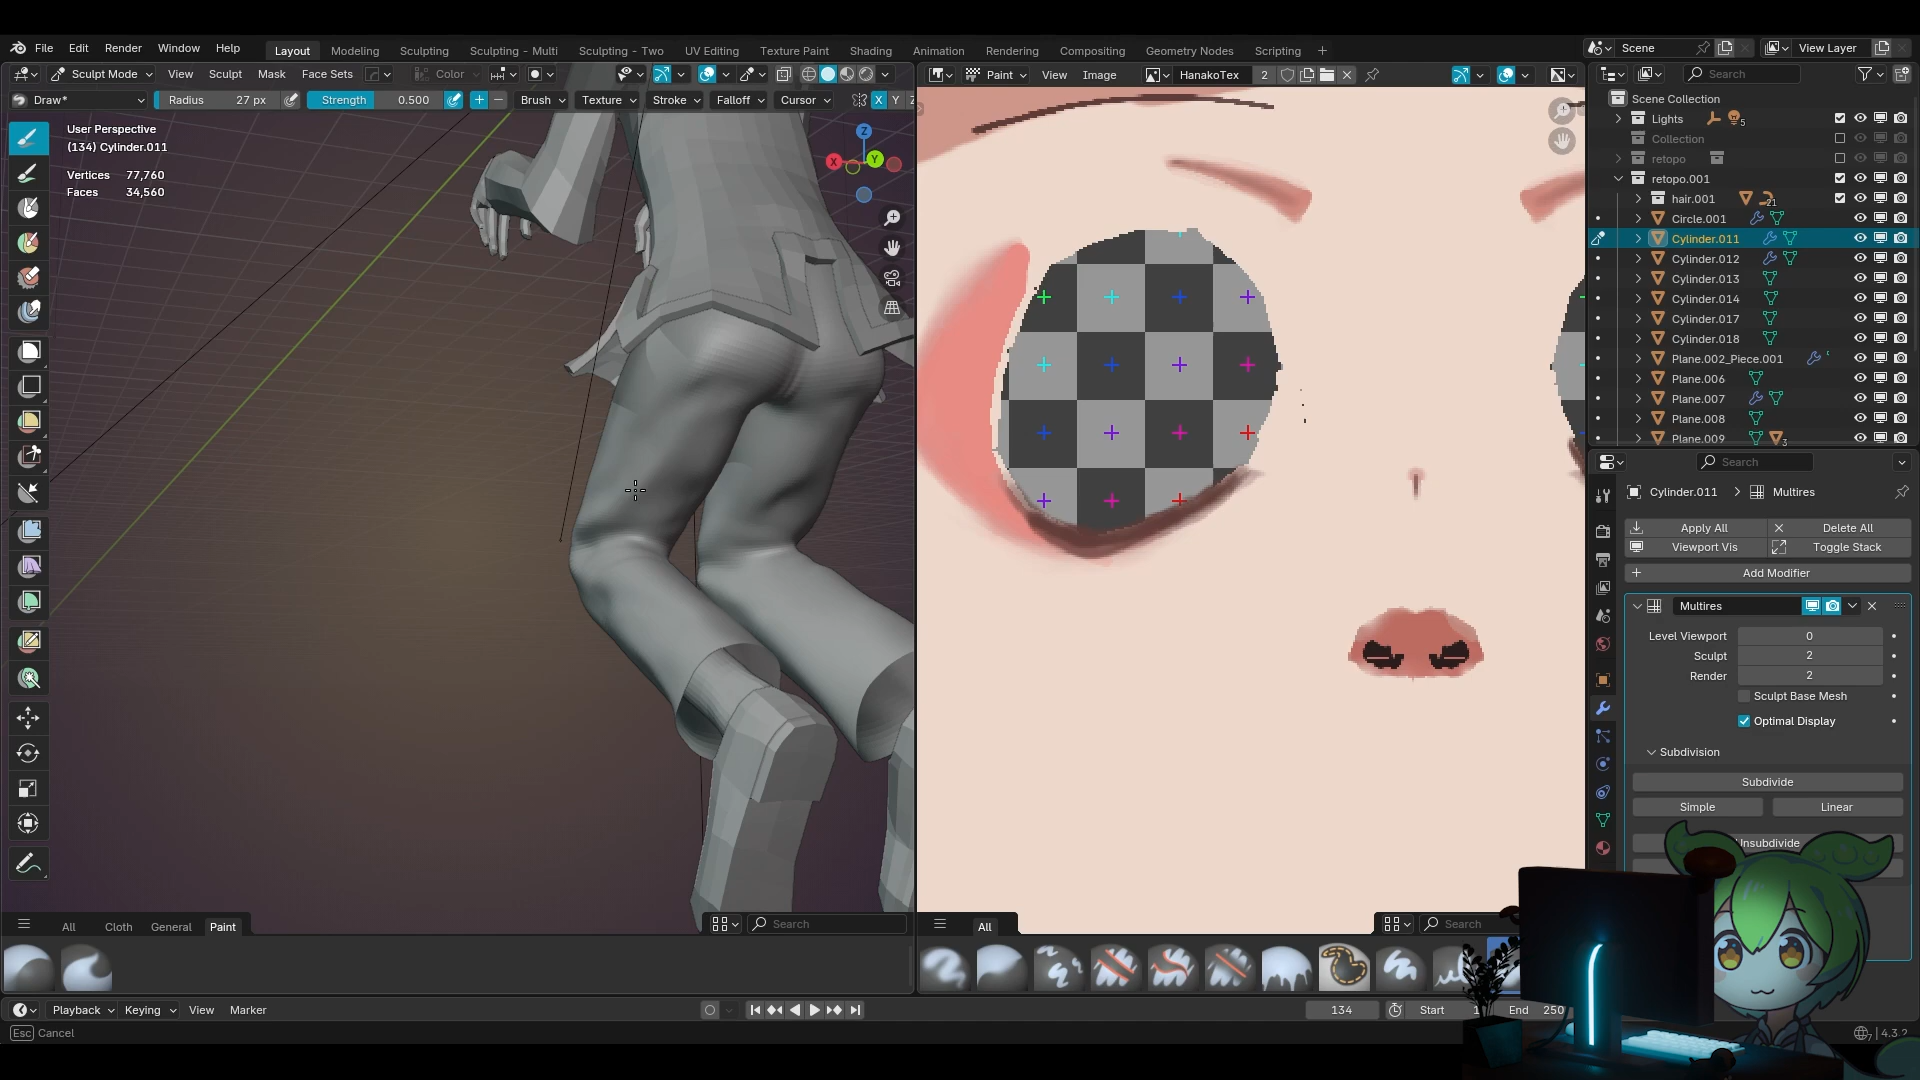 File Edit Render Window Help Layout Modeling Sculpting Sculpting - Multi Sculpting - Two UV Editing Texture Paint Shading Animation Rendering Compositing Geometry Nodes Scripting + Scene View Layer
Sculpt Mode View Sculpt Mask Face Sets Color
Paint View Image HanakoTex 2
Search
Draw* Radius 27 px Strength 0.500 Brush Texture Stroke Falloff Cursor X Y
User Perspective
(134) Cylinder.011
Vertices 77,760
Faces 34,560
Z
X
Y
Scene Collection
Lights 5
Collection
retopo
retopo.001
hair.001 21
Circle.001
Cylinder.011
Cylinder.012
Cylinder.013
Cylinder.014
Cylinder.017
Cylinder.018
Plane.002_Piece.001
Plane.006
Plane.007
Plane.008
Plane.009 3
Search
Cylinder.011 > Multires
Apply All Delete All
Viewport Vis Toggle Stack
Add Modifier
Multires
Level Viewport 0
Sculpt 2
Render 2
Sculpt Base Mesh
Optimal Display
Subdivision
Subdivide
Simple Linear
Unsubdivide
All Cloth General Paint Search
All Search
Playback Keying View Marker 134 Start 1 End 250
Esc Cancel
7 4.3.2